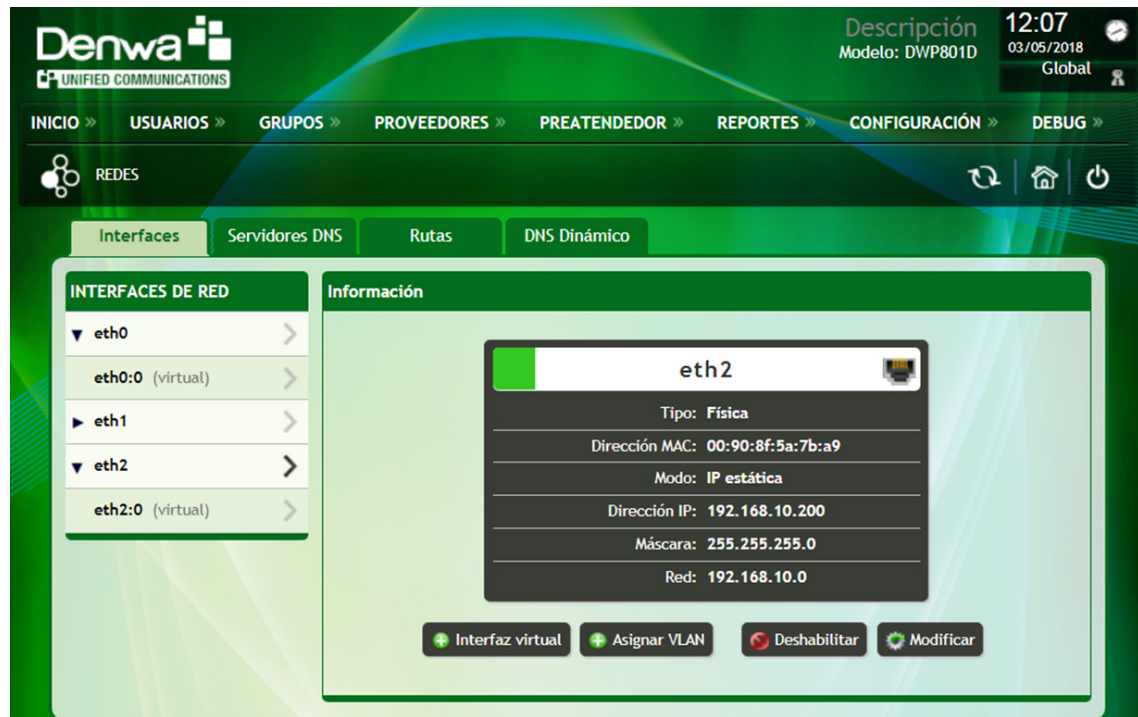 Denwa
UNIFIED COMMUNICATIONS
Descripción
Modelo: DWP801D
12:07
03/05/2018
Global
INICIO » USUARIOS » GRUPOS » PROVEEDORES » PREATENDEDOR » REPORTES » CONFIGURACIÓN » DEBUG »
REDES
Interfaces Servidores DNS Rutas DNS Dinámico
INTERFACES DE RED
eth0
eth0:0 (virtual)
eth1
eth2
eth2:0 (virtual)
Información
eth2
Tipo: Física
Dirección MAC: 00:90:8f:5a:7b:a9
Modo: IP estática
Dirección IP: 192.168.10.200
Máscara: 255.255.255.0
Red: 192.168.10.0
Interfaz virtual Asignar VLAN Deshabilitar Modificar